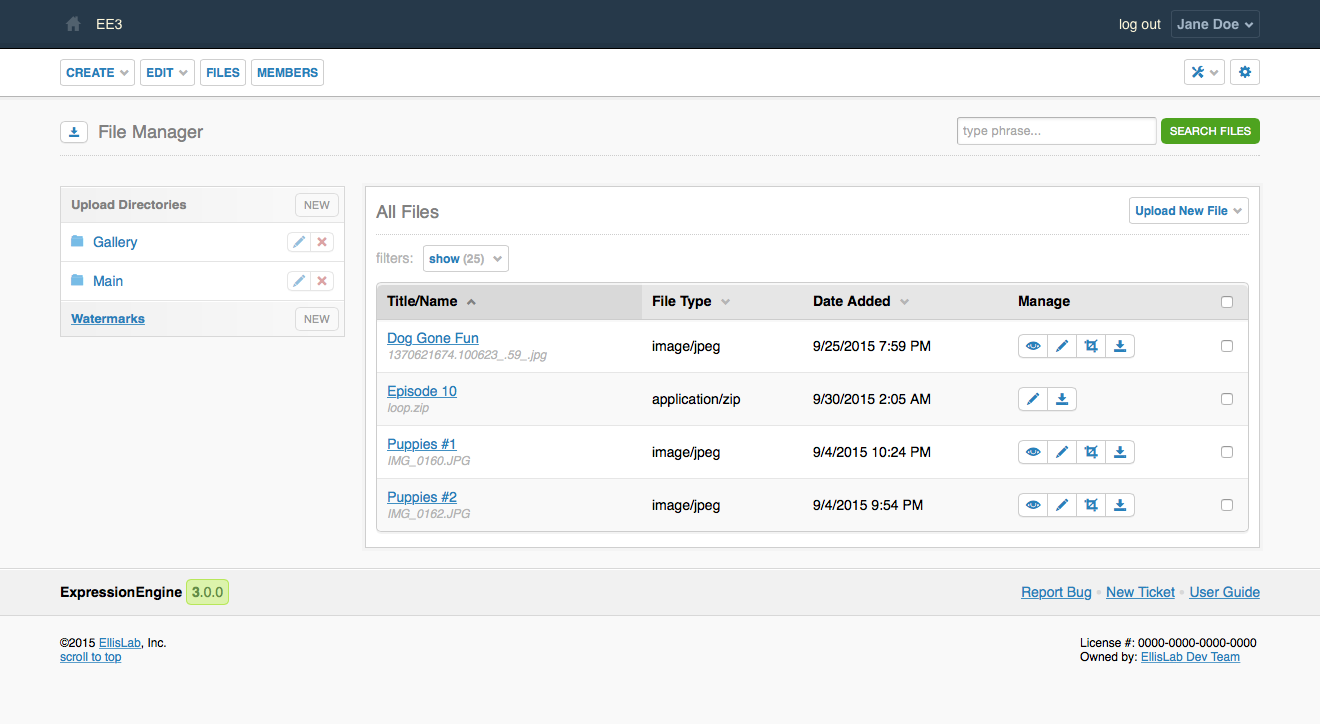 EE3
log out Jane Doe
CREATE EDIT FILES MEMBERS
File Manager
type phrase...
SEARCH FILES
Upload Directories NEW
Gallery
Main
Watermarks NEW
All Files
Upload New File
filters: show (25)
Title/Name File Type Date Added Manage
Dog Gone Fun
1370621674.100623_.59_.jpg
image/jpeg 9/25/2015 7:59 PM
Episode 10
loop.zip
application/zip 9/30/2015 2:05 AM
Puppies #1
IMG_0160.JPG
image/jpeg 9/4/2015 10:24 PM
Puppies #2
IMG_0162.JPG
image/jpeg 9/4/2015 9:54 PM
ExpressionEngine 3.0.0
Report Bug • New Ticket • User Guide
©2015 EllisLab, Inc.
scroll to top
License #: 0000-0000-0000-0000
Owned by: EllisLab Dev Team